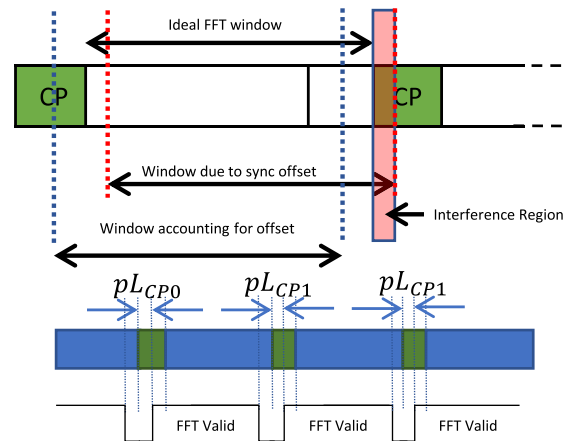 Ideal FFT window
CP
CP
Window due to sync offset
Interference Region
Window accounting for offset
pL_{CP0} pL_{CP1} pL_{CP1}
FFT Valid FFT Valid FFT Valid